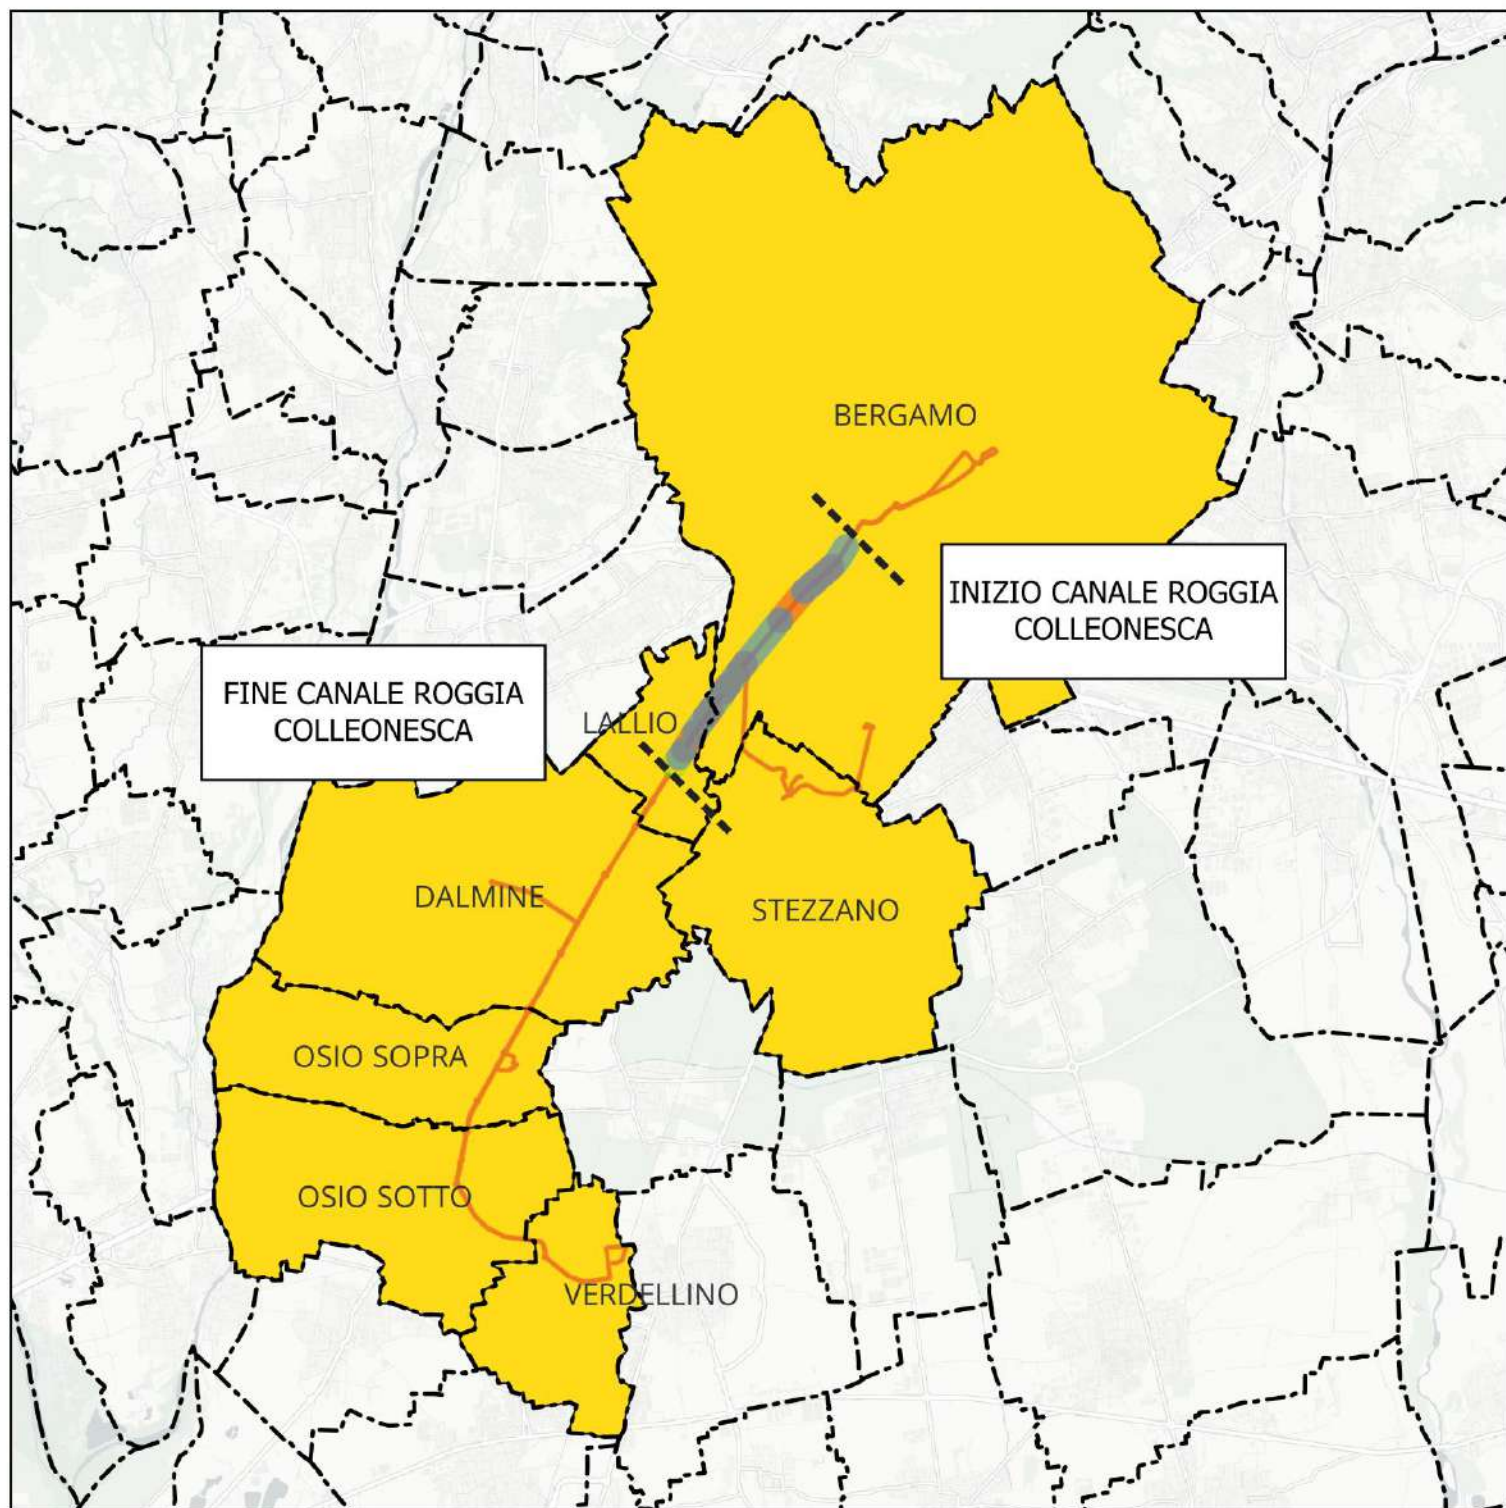 BERGAMO
INIZIO CANALE ROGGIA
COLLEONESCA
FINE CANALE ROGGIA
COLLEONESCA
LALLIO
DALMINE
STEZZANO
OSIO SOPRA
OSIO SOTTO
VERDELLINO